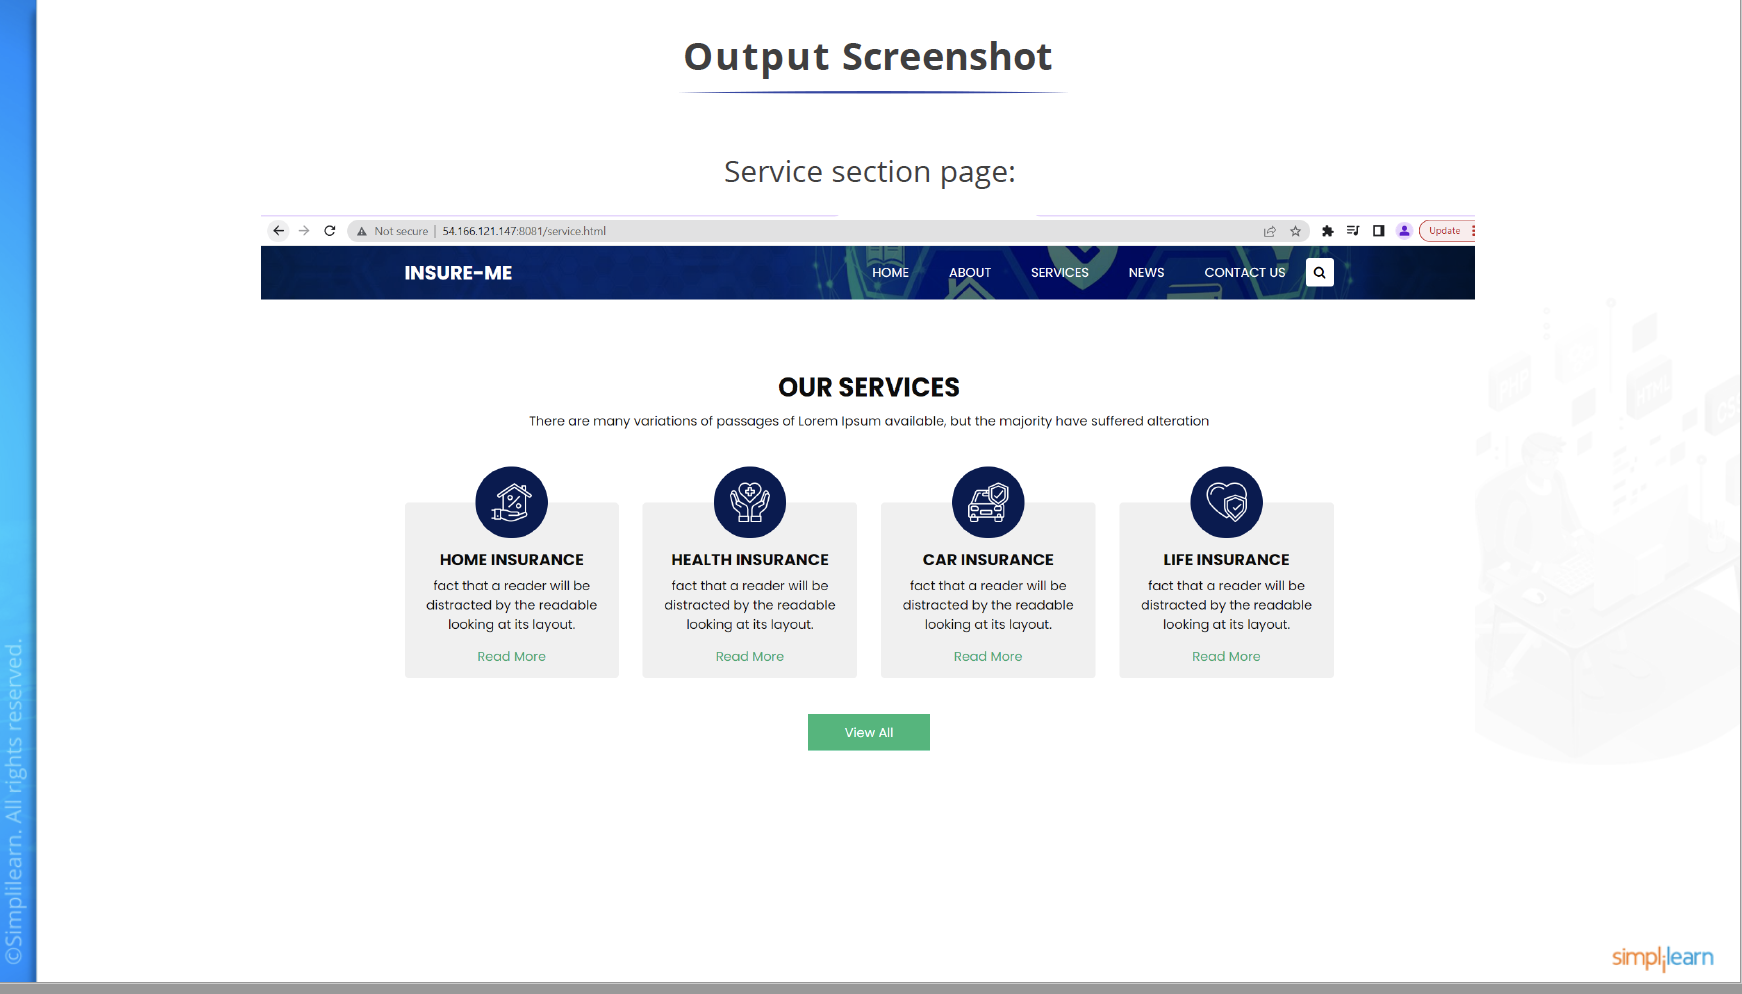 Output Screenshot
Service section page:
Not secure | 54.166.121.147:8081/service.html
Update
INSURE-ME
HOME ABOUT SERVICES NEWS CONTACT US
OUR SERVICES
There are many variations of passages of Lorem Ipsum available, but the majority have suffered alteration
HOME INSURANCE
fact that a reader will be
distracted by the readable
looking at its layout.
Read More
HEALTH INSURANCE
fact that a reader will be
distracted by the readable
looking at its layout.
Read More
CAR INSURANCE
fact that a reader will be
distracted by the readable
looking at its layout.
Read More
LIFE INSURANCE
fact that a reader will be
distracted by the readable
looking at its layout.
Read More
View All
PHP
HTML
©Simplilearn. All rights reserved.
simplilearn